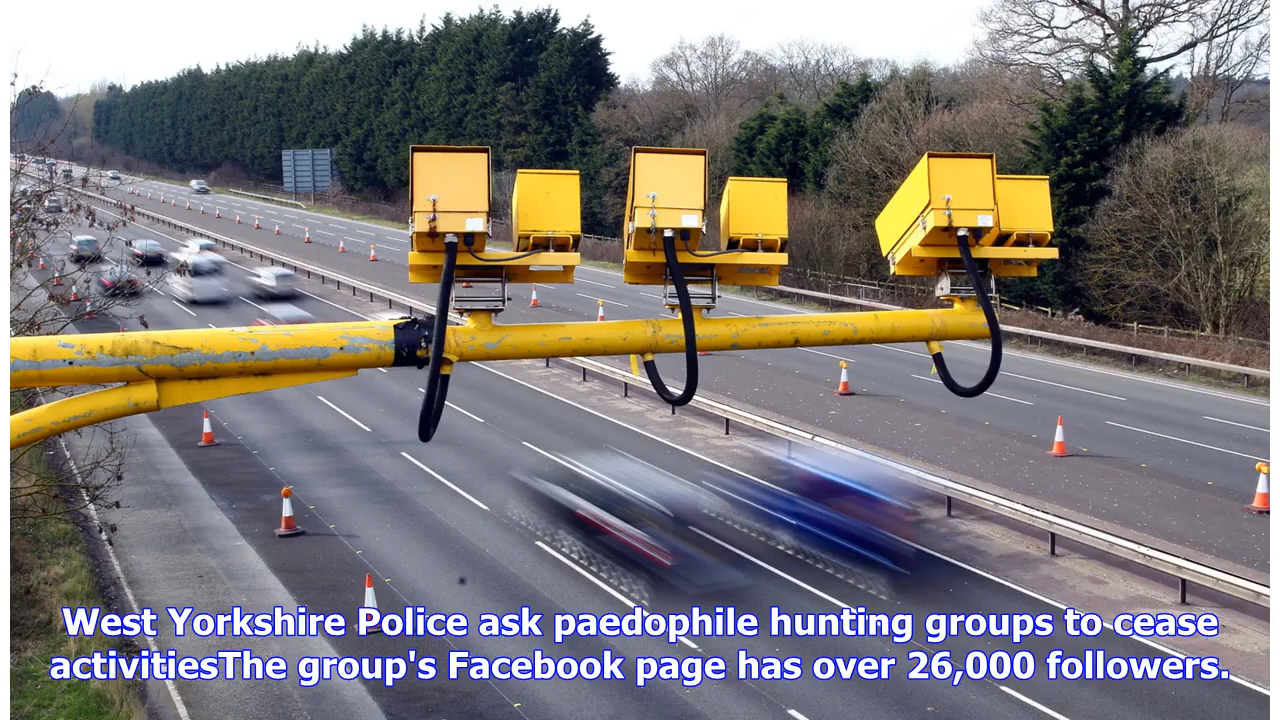 West Yorkshire Police ask paedophile hunting groups to cease
activitiesThe group's Facebook page has over 26,000 followers.